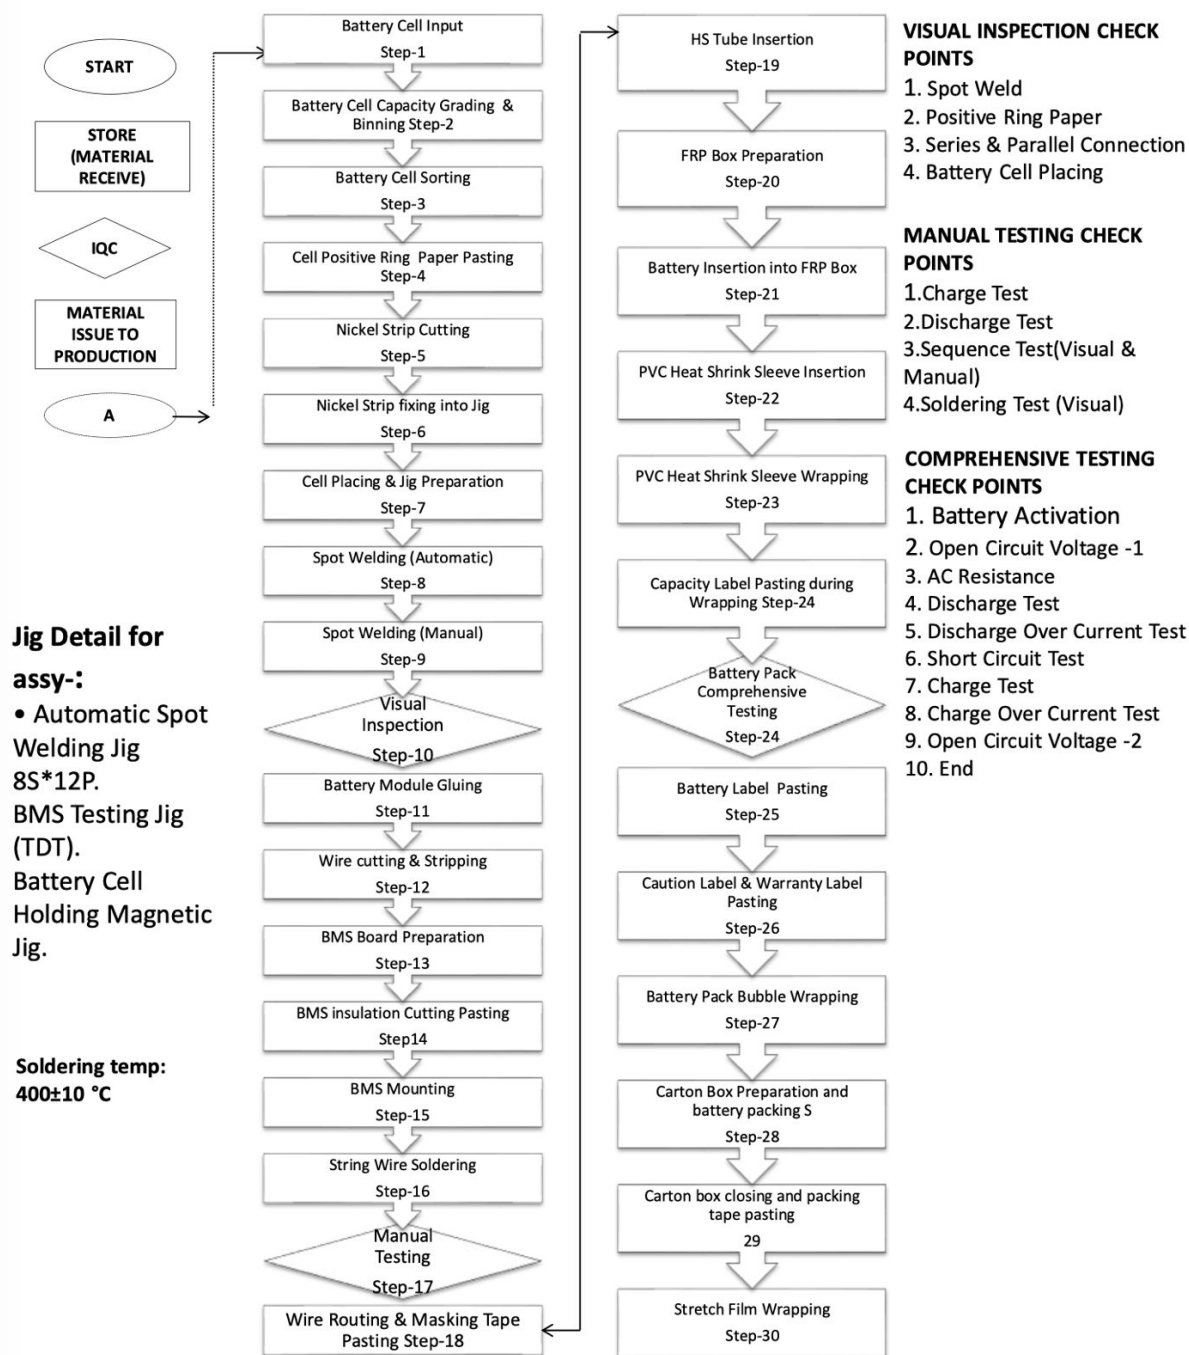 START
STORE
(MATERIAL
RECEIVE)
IQC
MATERIAL
ISSUE TO
PRODUCTION
A
Jig Detail for
assy-:
• Automatic Spot
Welding Jig
8S*12P.
BMS Testing Jig
(TDT).
Battery Cell
Holding Magnetic
Jig.
Soldering temp:
400±10 °C
Battery Cell Input
Step-1
Battery Cell Capacity Grading &
Binning Step-2
Battery Cell Sorting
Step-3
Cell Positive Ring Paper Pasting
Step-4
Nickel Strip Cutting
Step-5
Nickel Strip fixing into Jig
Step-6
Cell Placing & Jig Preparation
Step-7
Spot Welding (Automatic)
Step-8
Spot Welding (Manual)
Step-9
Visual
Inspection
Step-10
Battery Module Gluing
Step-11
Wire cutting & Stripping
Step-12
BMS Board Preparation
Step-13
BMS insulation Cutting Pasting
Step14
BMS Mounting
Step-15
String Wire Soldering
Step-16
Manual
Testing
Step-17
Wire Routing & Masking Tape
Pasting Step-18
HS Tube Insertion
Step-19
FRP Box Preparation
Step-20
Battery Insertion into FRP Box
Step-21
PVC Heat Shrink Sleeve Insertion
Step-22
PVC Heat Shrink Sleeve Wrapping
Step-23
Capacity Label Pasting during
Wrapping Step-24
Battery Pack
Comprehensive
Testing
Step-24
Battery Label Pasting
Step-25
Caution Label & Warranty Label
Pasting
Step-26
Battery Pack Bubble Wrapping
Step-27
Carton Box Preparation and
battery packing S
Step-28
Carton box closing and packing
tape pasting
29
Stretch Film Wrapping
Step-30
VISUAL INSPECTION CHECK
POINTS
1. Spot Weld
2. Positive Ring Paper
3. Series & Parallel Connection
4. Battery Cell Placing
MANUAL TESTING CHECK
POINTS
1.Charge Test
2.Discharge Test
3.Sequence Test(Visual &
Manual)
4.Soldering Test (Visual)
COMPREHENSIVE TESTING
CHECK POINTS
1. Battery Activation
2. Open Circuit Voltage -1
3. AC Resistance
4. Discharge Test
5. Discharge Over Current Test
6. Short Circuit Test
7. Charge Test
8. Charge Over Current Test
9. Open Circuit Voltage -2
10. End